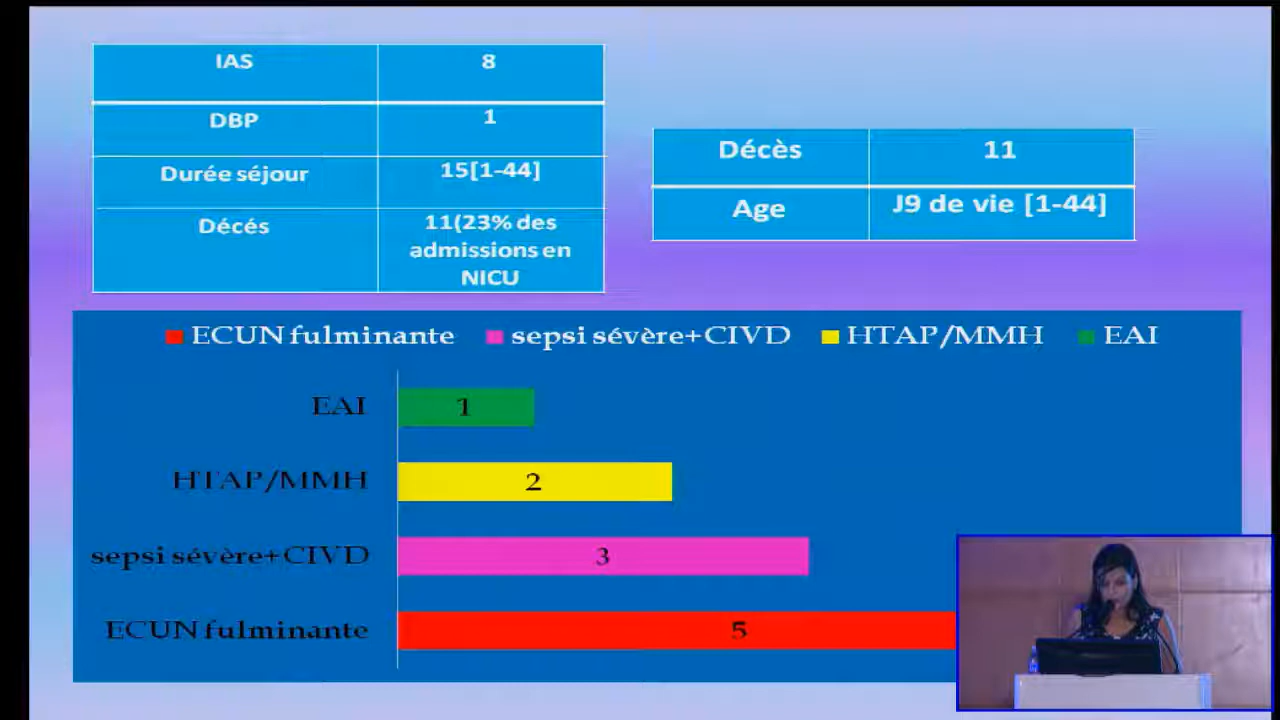 IAS 8
DBP 1
Durée séjour 15[1-44]
Décés 11(23% des
admissions en
NICU
Décès 11
Age J9 de vie [1-44]
ECUN fulminante sepsi sévère+CIVD HTAP/MMH EAI
EAI 1
HTAP/MMH 2
sepsi sévère+CIVD 3
ECUN fulminante 5